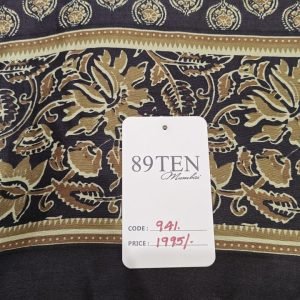 89TEN
Mumbai
CODE : 941.
PRICE : 1995/-